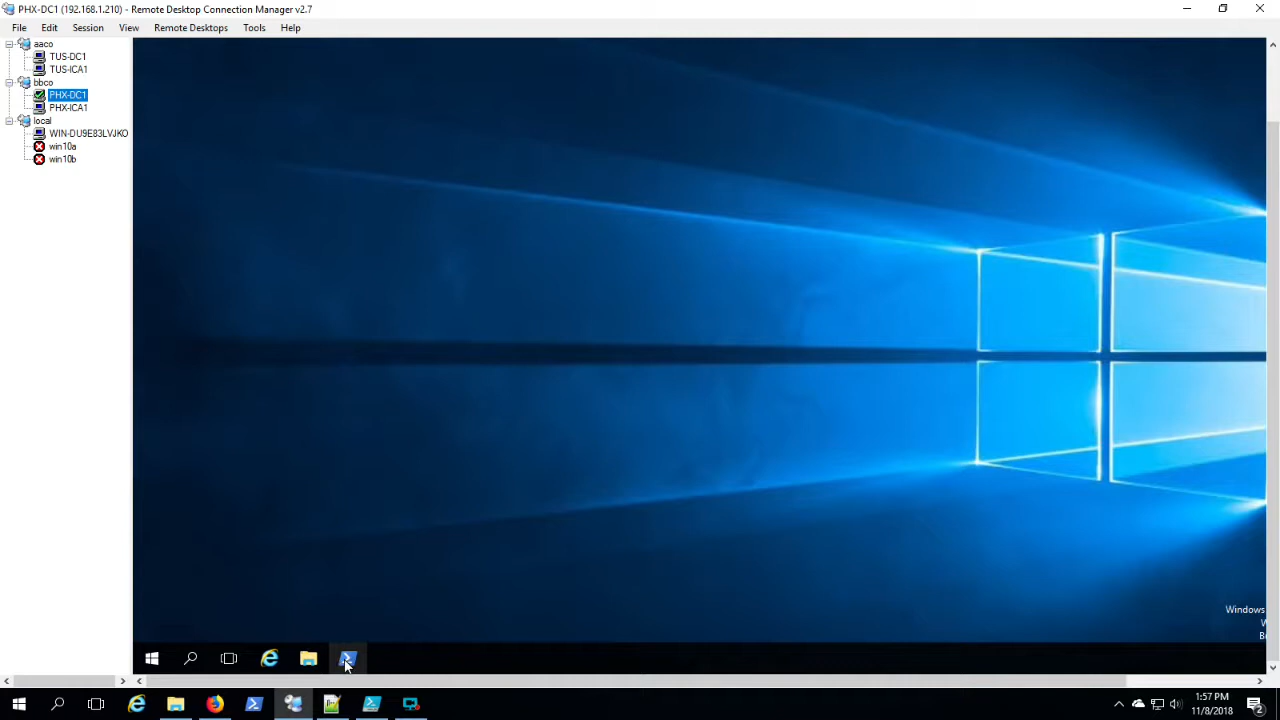 PHX-DC1 (192.168.1.210) - Remote Desktop Connection Manager v2.7
File Edit Session View Remote Desktops Tools Help
aaco
TUS-DC1
TUS-ICA1
bbco
PHX-DC1
PHX-ICA1
local
WIN-DU9E83LVJKO
win10a
win10b
Windows
W
Bu
1:57 PM
11/8/2018
2